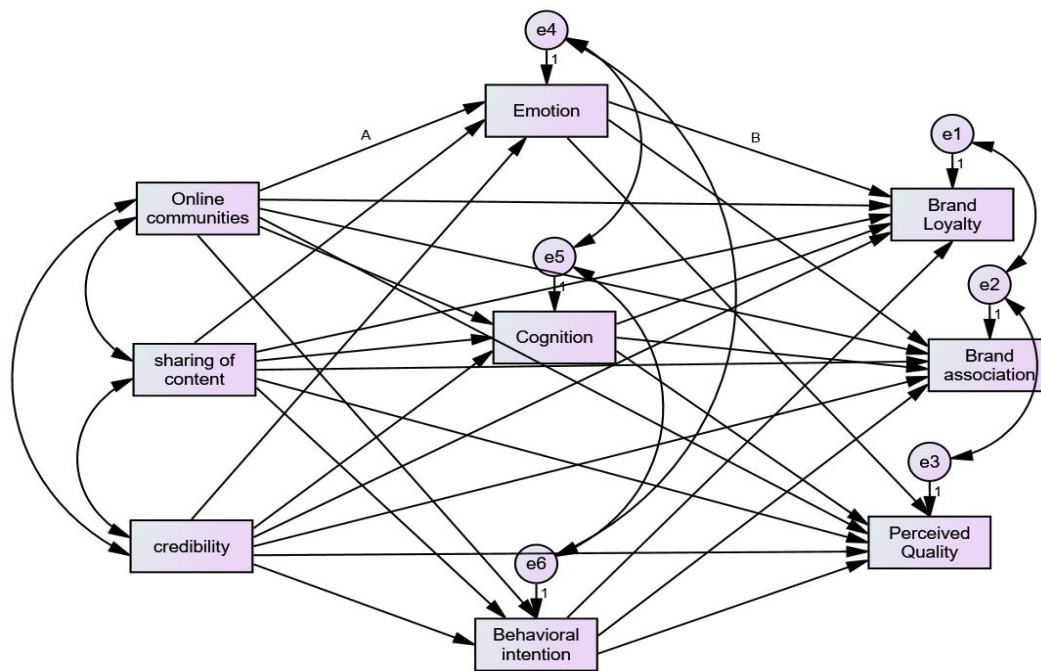 e4
1
Emotion
A
B
e1
1
Online
communities
Brand
Loyalty
e5
1
e2
1
Cognition
sharing of
content
Brand
association
e3
1
credibility
Perceived
Quality
e6
1
Behavioral
intention